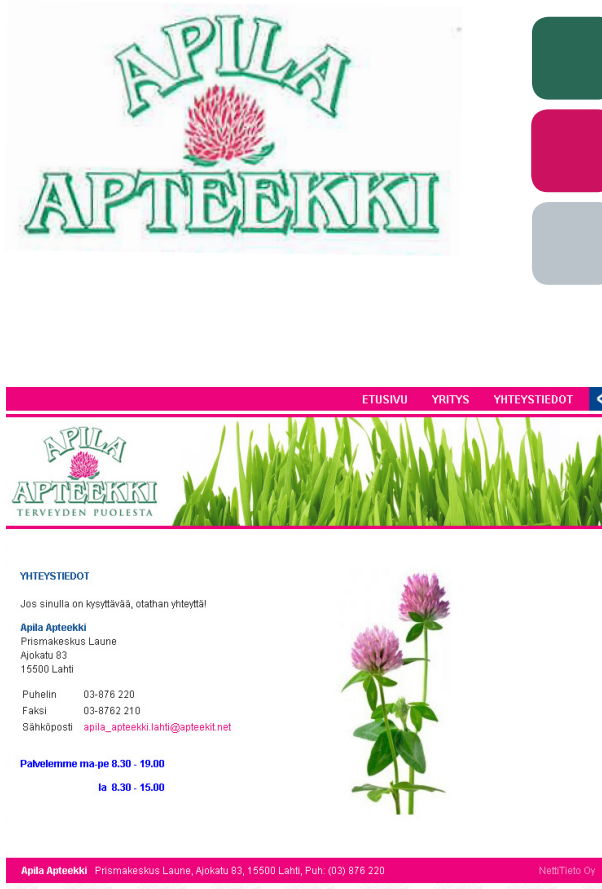 APILA
APTEEKKI
ETUSIVU YRITYS YHTEYSTIEDOT
APILA
APTEEKKI
TERVEYDEN PUOLESTA
YHTEYSTIEDOT
Jos sinulla on kysyttävää, otathan yhteyttä!
Apila Apteekki
Prismakeskus Laune
Ajokatu 83
15500 Lahti
Puhelin 03-876 220
Faksi 03-8762 210
Sähköposti apila_apteekki.lahti@apteekit.net
Palvelemme ma-pe 8.30 - 19.00
la 8.30 - 15.00
Apila Apteekki Prismakeskus Laune, Ajokatu 83, 15500 Lahti, Puh: (03) 876 220 NettiTieto Oy